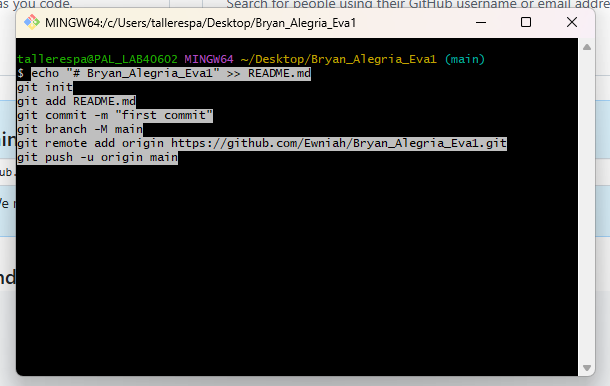 as you code.
Search for people using their GitHub username or email addre
MINGW64:/c/Users/tallerespa/Desktop/Bryan_Alegria_Eva1
tallerespa@PAL_LAB40602 MINGW64 ~/Desktop/Bryan_Alegria_Eva1 (main)
$ echo "# Bryan_Alegria_Eva1" >> README.md
git init
git add README.md
git commit -m "first commit"
git branch -M main
git remote add origin https://github.com/Ewniah/Bryan_Alegria_Eva1.git
git push -u origin main